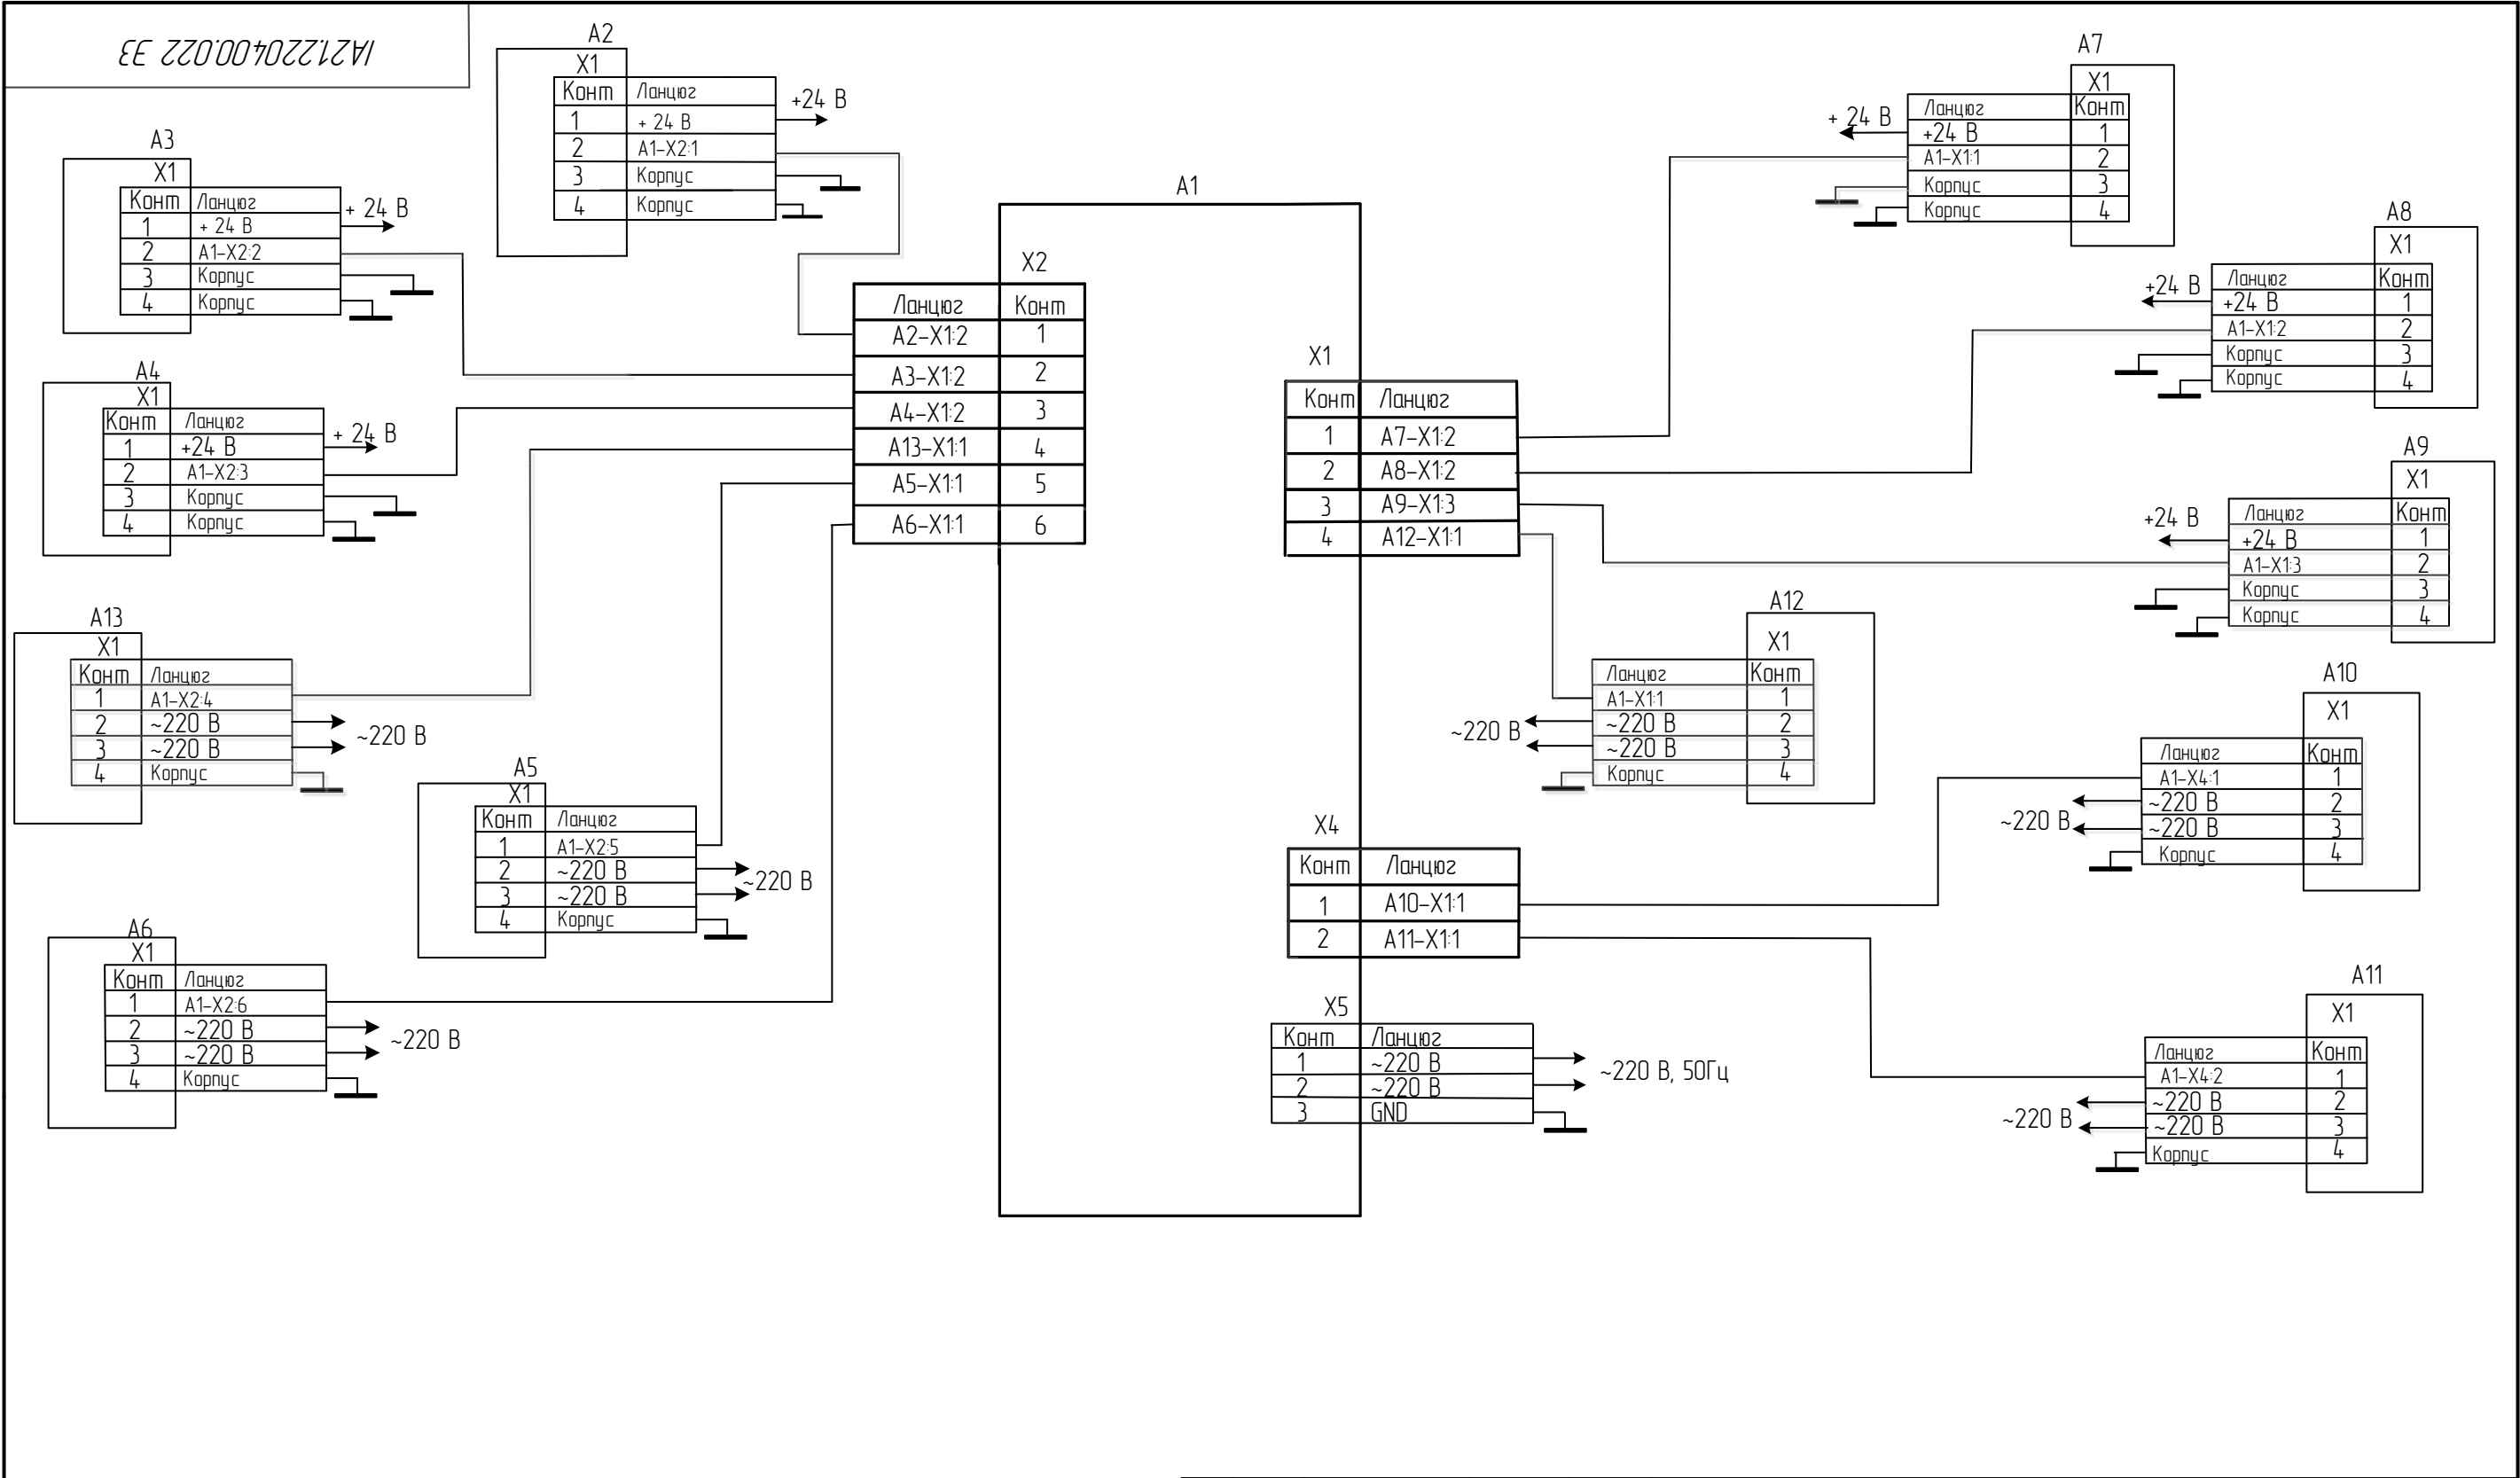 ІА21.220400.022 ЭЗ
А2
Х1
Конт Ланцюг
1 + 24 В
2 А1–Х2:1
3 Корпус
4 Корпус
+24 В
А3
Х1
Конт Ланцюг
1 + 24 В
2 А1–Х2:2
3 Корпус
4 Корпус
+ 24 В
А4
Х1
Конт Ланцюг
1 +24 В
2 А1–Х2:3
3 Корпус
4 Корпус
+ 24 В
А13
Х1
Конт Ланцюг
1 А1–Х2:4
2 ~220 В
3 ~220 В
4 Корпус
~220 В
А5
Х1
Конт Ланцюг
1 А1–Х2:5
2 ~220 В
3 ~220 В
4 Корпус
~220 В
А6
Х1
Конт Ланцюг
1 А1–Х2:6
2 ~220 В
3 ~220 В
4 Корпус
~220 В
А1
Х2
Ланцюг Конт
А2–Х1:2 1
А3–Х1:2 2
А4–Х1:2 3
А13–Х1:1 4
А5–Х1:1 5
А6–Х1:1 6
Х1
Конт Ланцюг
1 А7–Х1:2
2 А8–Х1:2
3 А9–Х1:3
4 А12–Х1:1
Х4
Конт Ланцюг
1 А10–Х1:1
2 А11–Х1:1
Х5
Конт Ланцюг
1 ~220 В
2 ~220 В
3 GND
~220 В, 50Гц
А7
Х1
Ланцюг Конт
+24 В 1
А1–Х1:1 2
Корпус 3
Корпус 4
+ 24 В
А8
Х1
Ланцюг Конт
+24 В 1
А1–Х1:2 2
Корпус 3
Корпус 4
+24 В
А9
Х1
Ланцюг Конт
+24 В 1
А1–Х1:3 2
Корпус 3
Корпус 4
+24 В
А12
Х1
Ланцюг Конт
А1–Х1:1 1
~220 В 2
~220 В 3
Корпус 4
~220 В
А10
Х1
Ланцюг Конт
А1–Х4:1 1
~220 В 2
~220 В 3
Корпус 4
~220 В
А11
Х1
Ланцюг Конт
А1–Х4:2 1
~220 В 2
~220 В 3
Корпус 4
~220 В